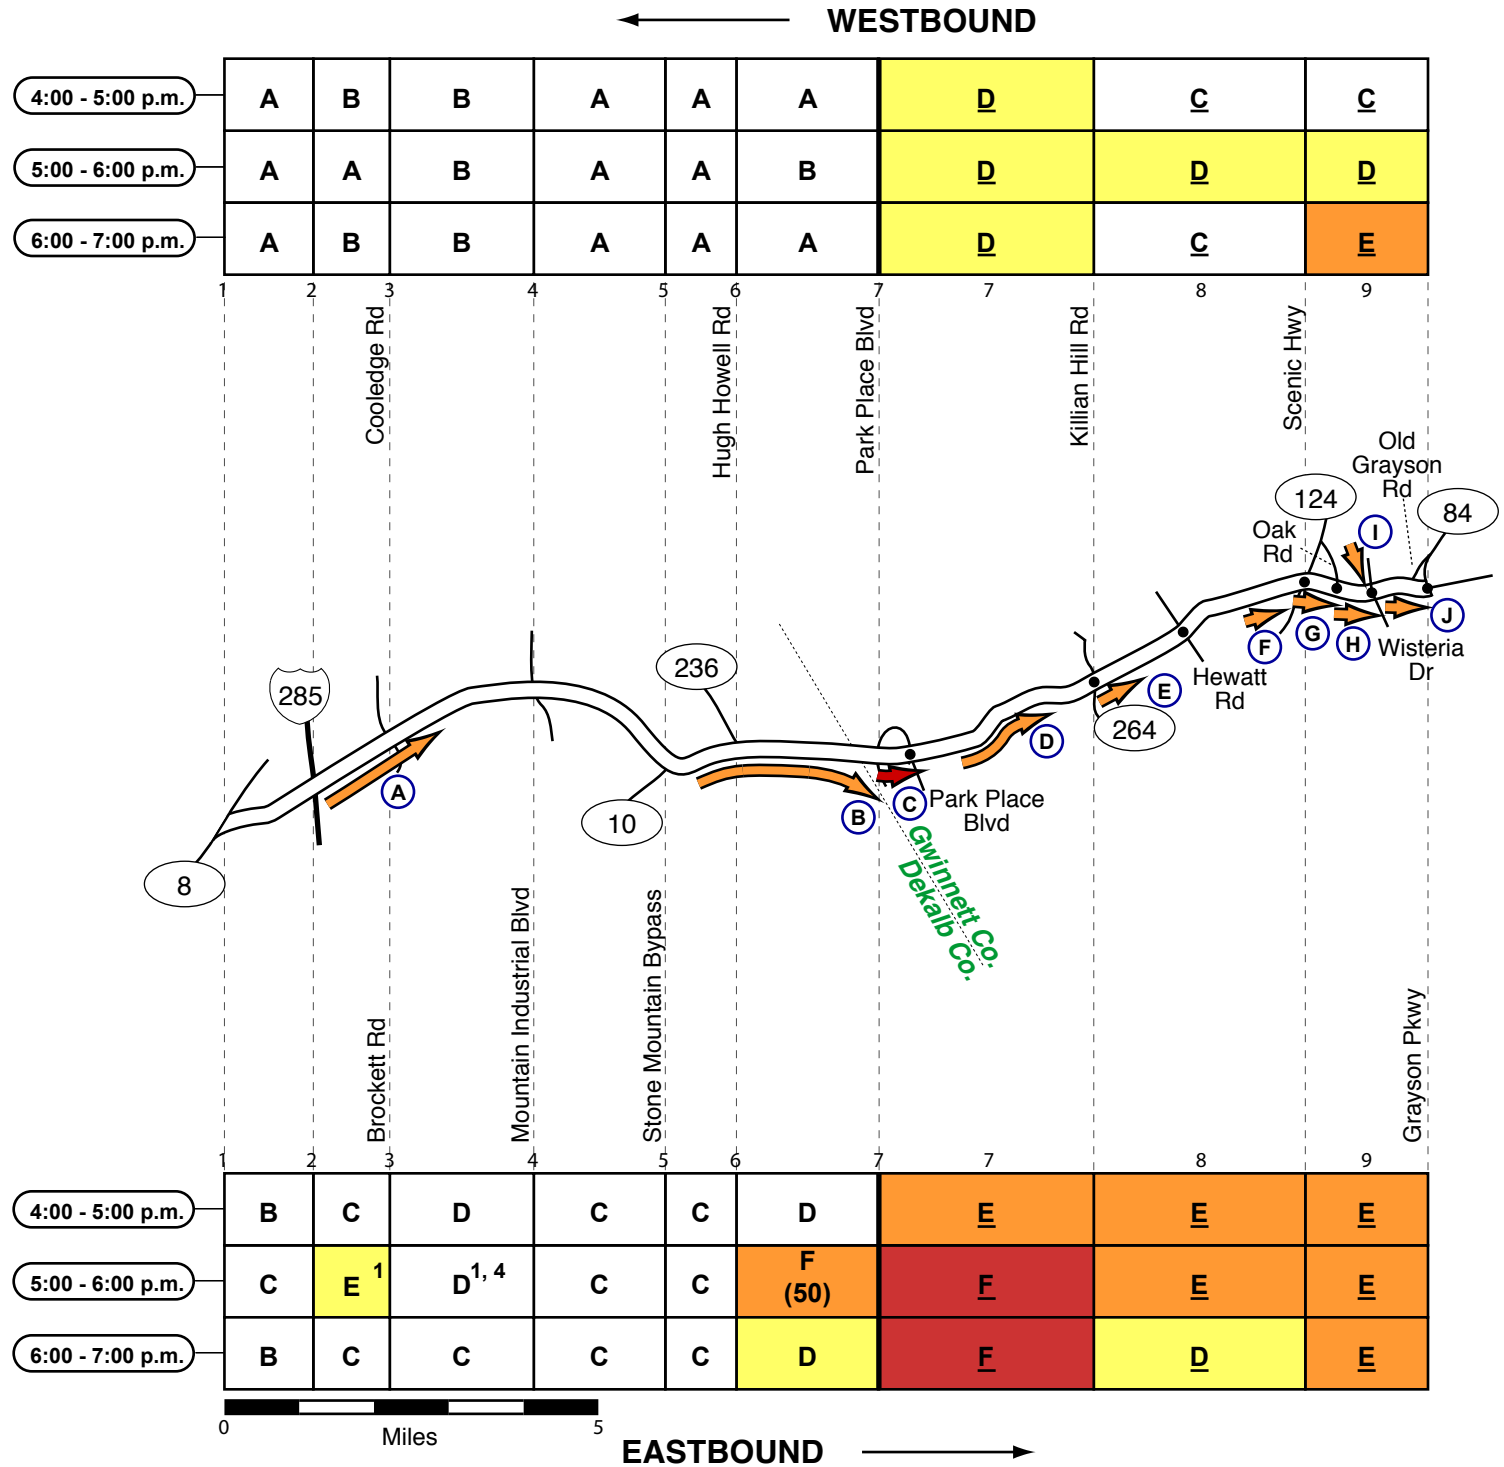 WESTBOUND
4:00 - 5:00 p.m. A B B A A A D C C
5:00 - 6:00 p.m. A A B A A B D D D
6:00 - 7:00 p.m. A B B A A A D C E
1 2 3 4 5 6 7 7 8 9
Cooledge Rd
Hugh Howell Rd
Park Place Blvd
Killian Hill Rd
Scenic Hwy
Old
Grayson
Rd
124
84
Oak
Rd
I
J
G
H
F
Wisteria
Dr
Hewatt
Rd
E
264
D
236
285
A
10
B
C
Park Place
Blvd
8
Gwinnett Co.
Dekalb Co.
Brockett Rd
Mountain Industrial Blvd
Stone Mountain Bypass
Grayson Pkwy
1 2 3 4 5 6 7 7 8 9
4:00 - 5:00 p.m. B C D C C D E E E
5:00 - 6:00 p.m. C E 1 D 1, 4 C C F (50) F E E
6:00 - 7:00 p.m. B C C C C D F D E
0 5
Miles
EASTBOUND